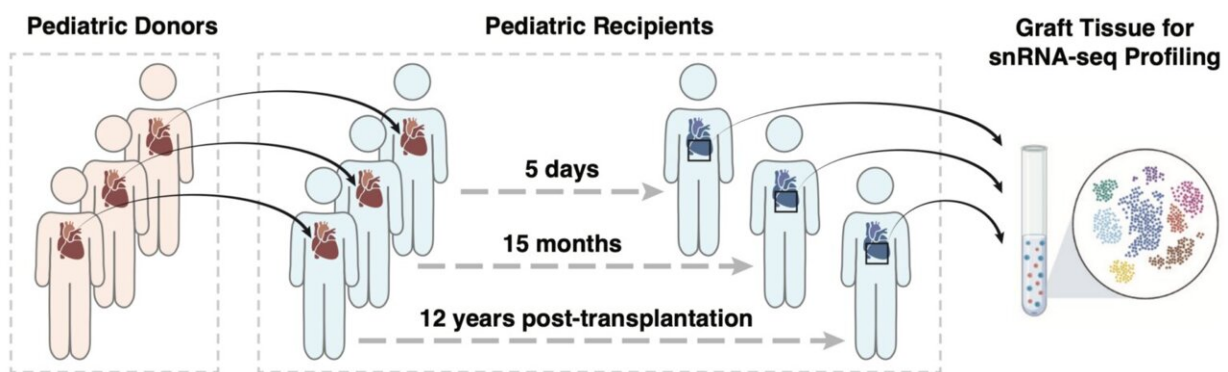 Pediatric Donors
Pediatric Recipients
Graft Tissue for
snRNA-seq Profiling
5 days
15 months
12 years post-transplantation